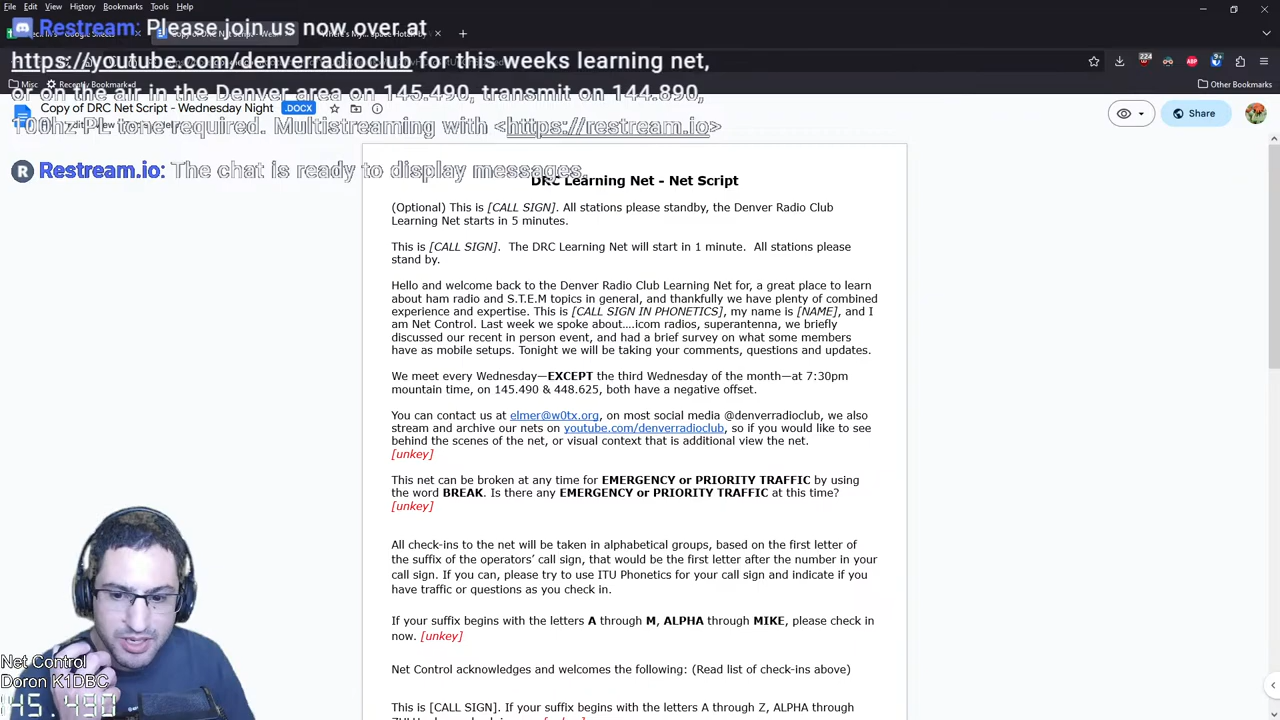 File Edit View History Bookmarks Tools Help
Restream: Please join us now over at
https://youtube.com/denverradioclub for this weeks learning net,
or on the air in the Denver area on 145.490, transmit on 144.890,
100hz PL tone required. Multistreaming with <https://restream.io>
Restream.io: The chat is ready to display messages.
Misc
Other Bookmarks
Copy of DRC Net Script - Wednesday Night .DOCX
Share
DRC Learning Net - Net Script
(Optional) This is [CALL SIGN]. All stations please standby, the Denver Radio Club
Learning Net starts in 5 minutes.
This is [CALL SIGN].  The DRC Learning Net will start in 1 minute.  All stations please
stand by.
Hello and welcome back to the Denver Radio Club Learning Net for, a great place to learn
about ham radio and S.T.E.M topics in general, and thankfully we have plenty of combined
experience and expertise. This is [CALL SIGN IN PHONETICS], my name is [NAME], and I
am Net Control. Last week we spoke about....icom radios, superantenna, we briefly
discussed our recent in person event, and had a brief survey on what some members
have as mobile setups. Tonight we will be taking your comments, questions and updates.
We meet every Wednesday—EXCEPT the third Wednesday of the month—at 7:30pm
mountain time, on 145.490 & 448.625, both have a negative offset.
You can contact us at elmer@w0tx.org, on most social media @denverradioclub, we also
stream and archive our nets on youtube.com/denverradioclub, so if you would like to see
behind the scenes of the net, or visual context that is additional view the net.
[unkey]
This net can be broken at any time for EMERGENCY or PRIORITY TRAFFIC by using
the word BREAK. Is there any EMERGENCY or PRIORITY TRAFFIC at this time?
[unkey]
All check-ins to the net will be taken in alphabetical groups, based on the first letter of
the suffix of the operators’ call sign, that would be the first letter after the number in your
call sign. If you can, please try to use ITU Phonetics for your call sign and indicate if you
have traffic or questions as you check in.
If your suffix begins with the letters A through M, ALPHA through MIKE, please check in
now. [unkey]
Net Control acknowledges and welcomes the following: (Read list of check-ins above)
This is [CALL SIGN]. If your suffix begins with the letters A through Z, ALPHA through
Net Control
Doron K1DBC
145.490